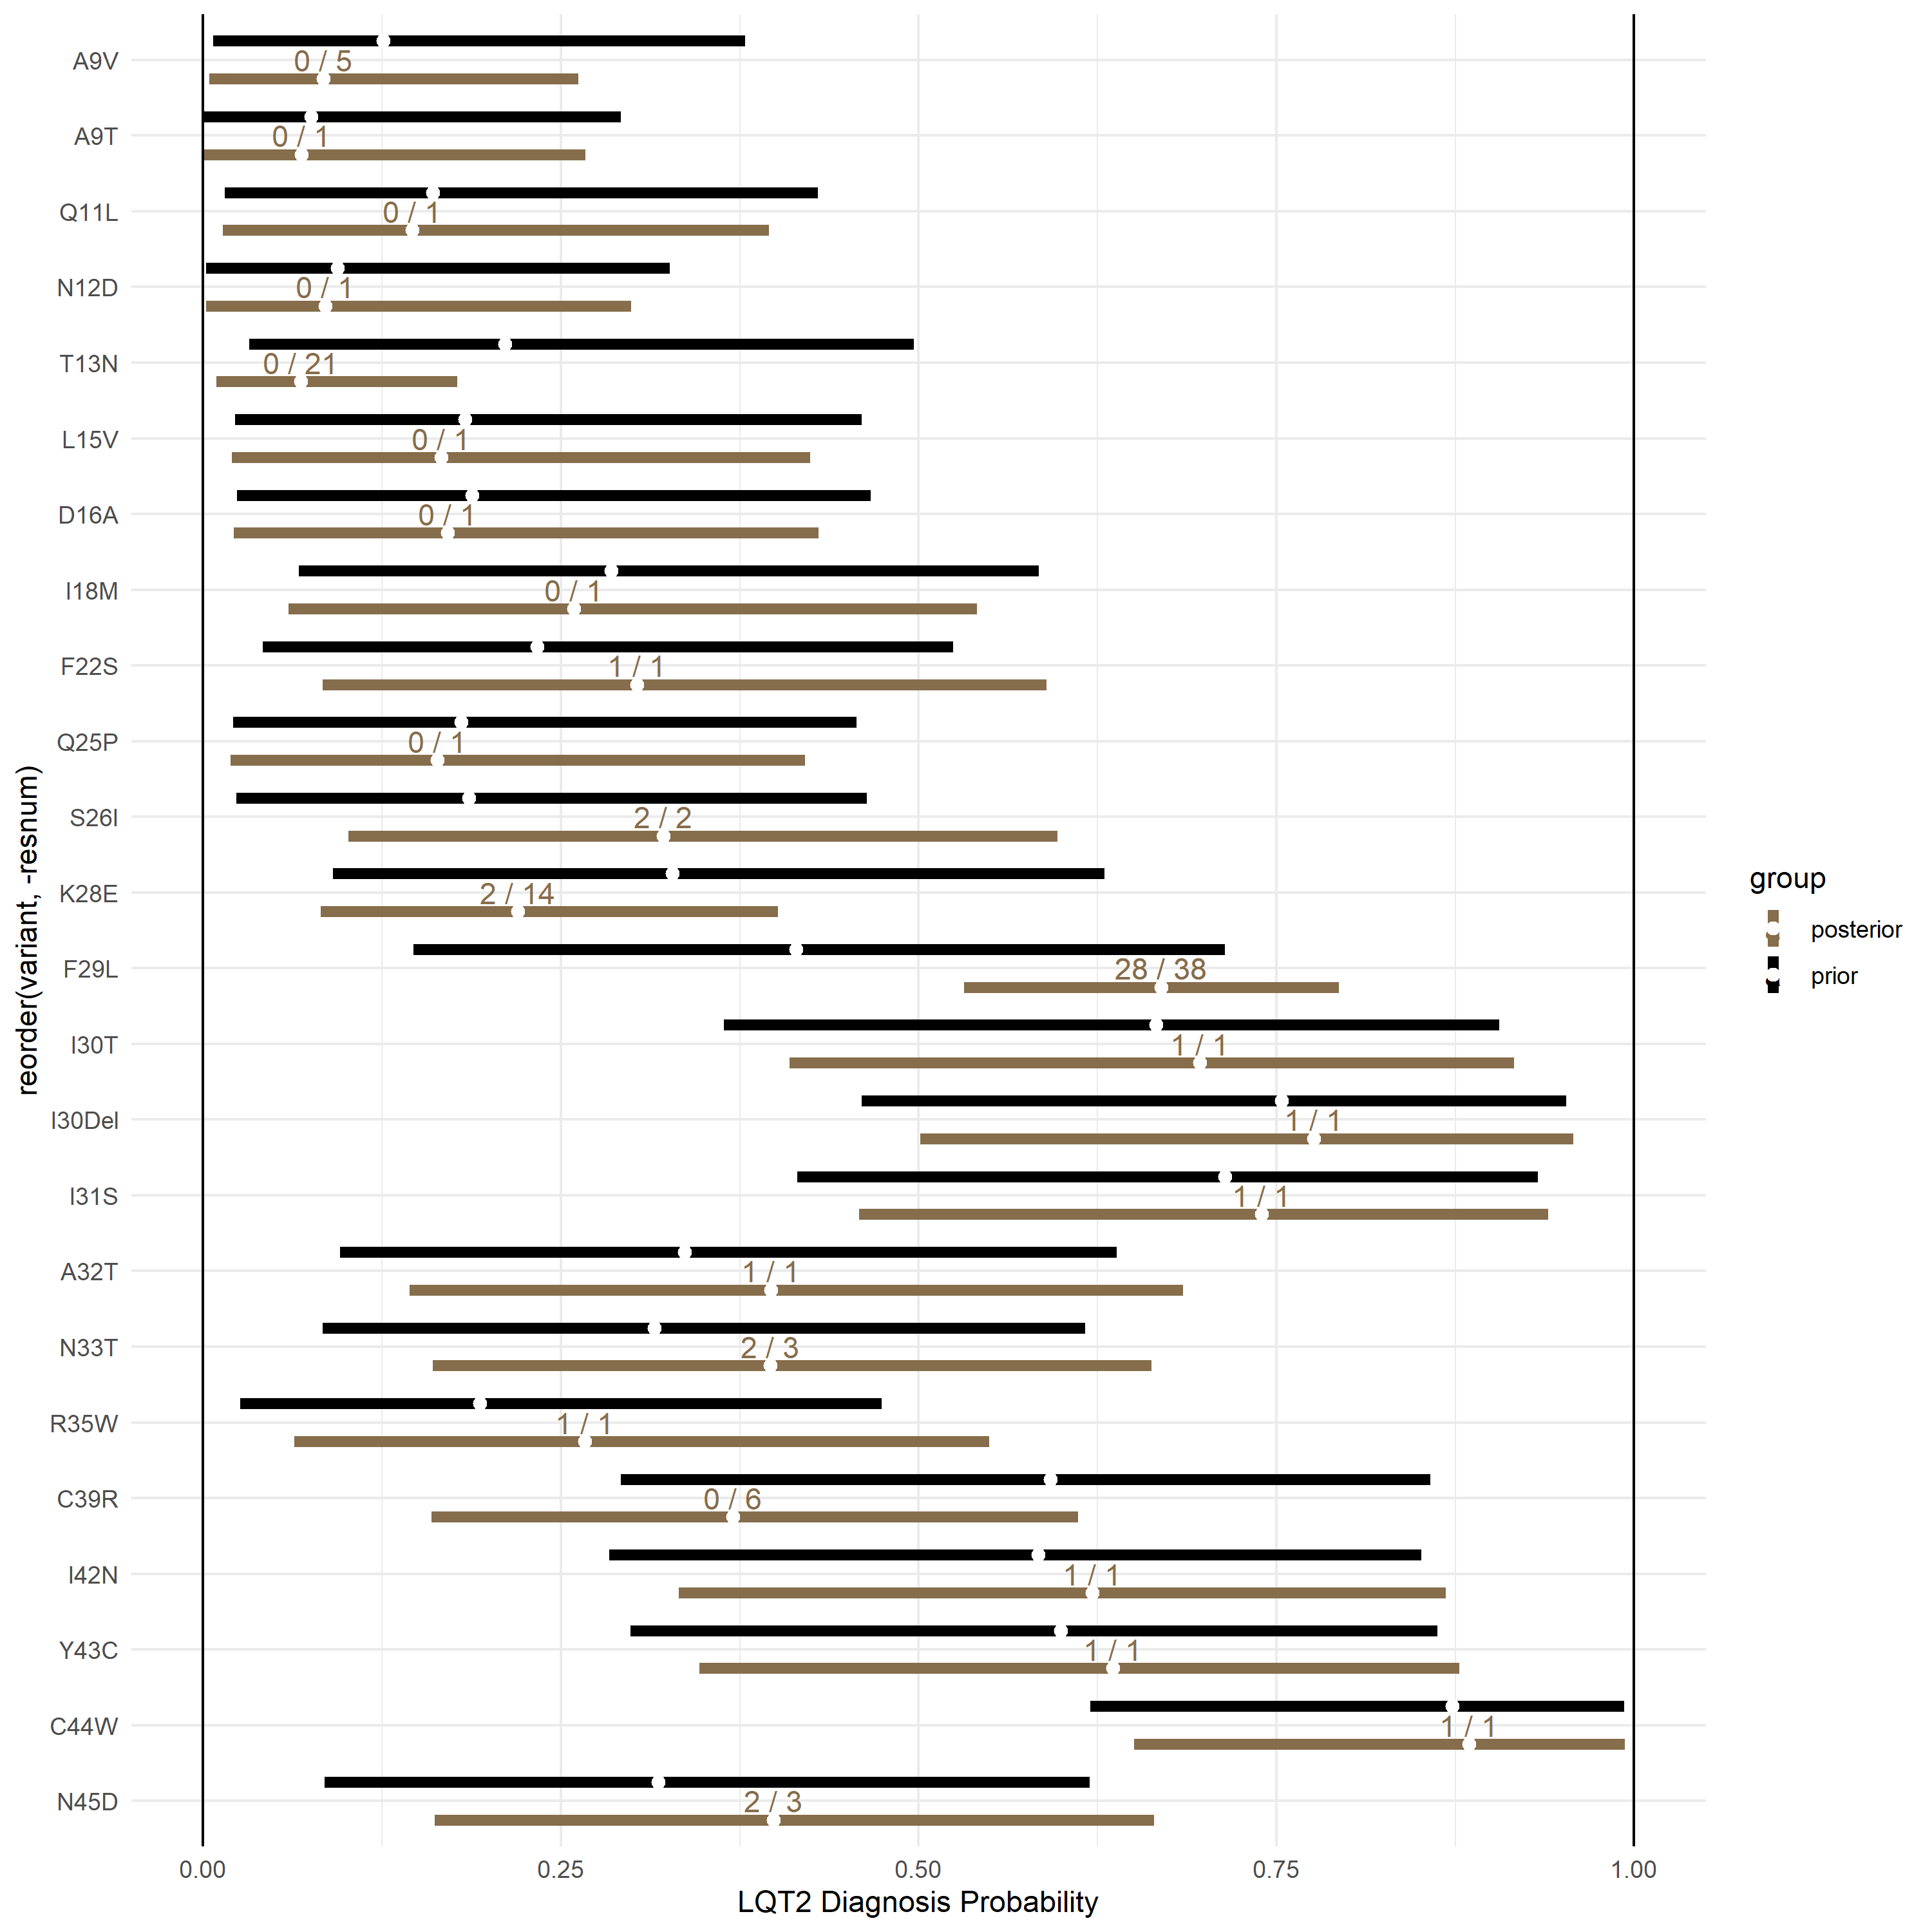 A9V
0 / 5
A9T
0 / 1
Q11L
0 / 1
N12D
0 / 1
T13N
0 / 21
L15V
0 / 1
D16A
0 / 1
I18M
0 / 1
F22S
1 / 1
Q25P
0 / 1
S26I
2 / 2
K28E
2 / 14
F29L
28 / 38
I30T
1 / 1
I30Del
1 / 1
I31S
1 / 1
A32T
1 / 1
N33T
2 / 3
R35W
1 / 1
C39R
0 / 6
I42N
1 / 1
Y43C
1 / 1
C44W
1 / 1
N45D
2 / 3
reorder(variant, -resnum)
0.00
0.25
0.50
0.75
1.00
LQT2 Diagnosis Probability
group
posterior
prior